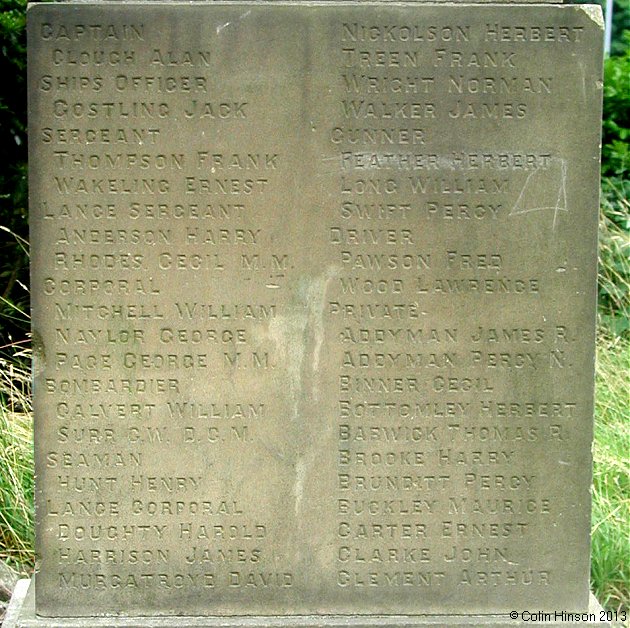 CAPTAIN
CLOUGH ALAN
SHIPS OFFICER
GOSTLING JACK
SERGEANT
THOMPSON FRANK
WAKELING ERNEST
LANCE SERGEANT
ANDERSON HARRY
RHODES CECIL M.M.
CORPORAL
MITCHELL WILLIAM
NAYLOR GEORGE
PAGE GEORGE M.M.
BOMBARDIER
CALVERT WILLIAM
SURR C.W. D.C.M.
SEAMAN
HUNT HENRY
LANCE CORPORAL
DOUGHTY HAROLD
HARRISON JAMES
MURGATROYD DAVID
NICKOLSON HERBERT
TREEN FRANK
WRIGHT NORMAN
WALKER JAMES
GUNNER
FEATHER HERBERT
LONG WILLIAM
SWIFT PERCY
DRIVER
PAWSON FRED
WOOD LAWRENCE
PRIVATE
ADDYMAN JAMES R.
ADDYMAN PERCY N.
BINNER CECIL
BOTTOMLEY HERBERT
BARWICK THOMAS R.
BROOKE HARRY
BRUNDITT PERCY
BUCKLEY MAURICE
CARTER ERNEST
CLARKE JOHN
CLEMENT ARTHUR
©Colin Hinson 2013